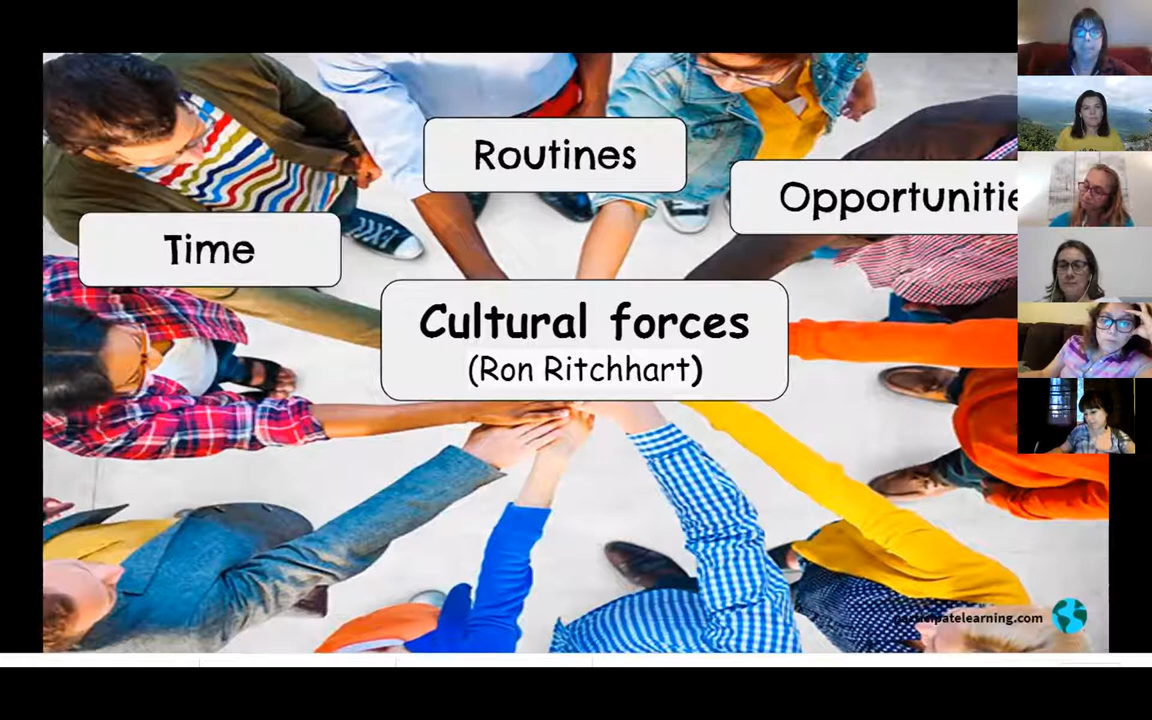 Routines
Opportunitie
Time
Cultural forces
(Ron Ritchhart)
participatelearning.com